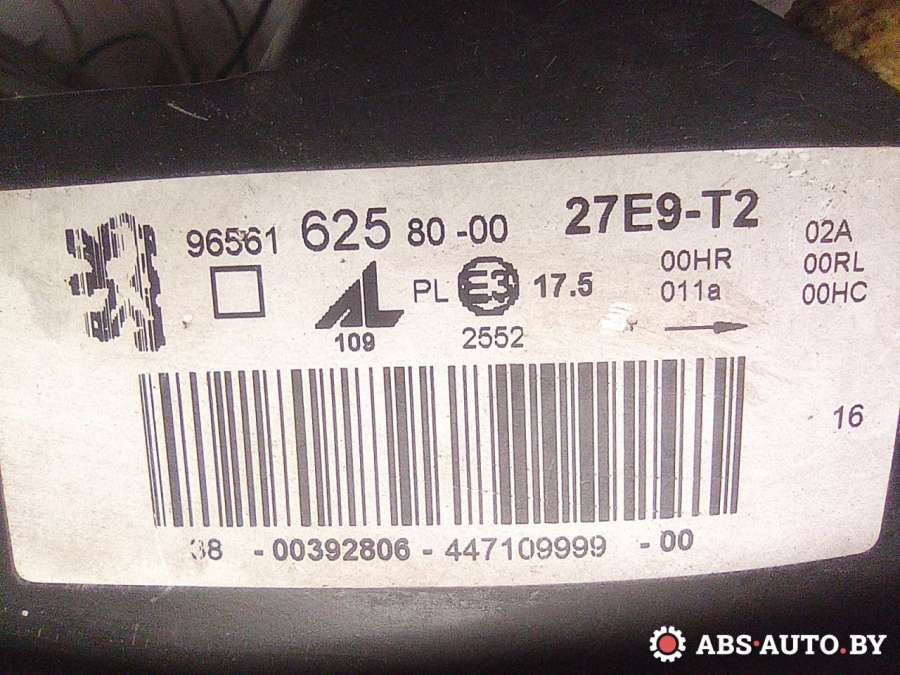 96561 625 80-00 27E9-T2
02A
00HR 00RL
AL PL E3 17.5 011a 00HC
109 2552
16
38 - 00392806 - 447109999 - 00
ABS-AUTO.BY